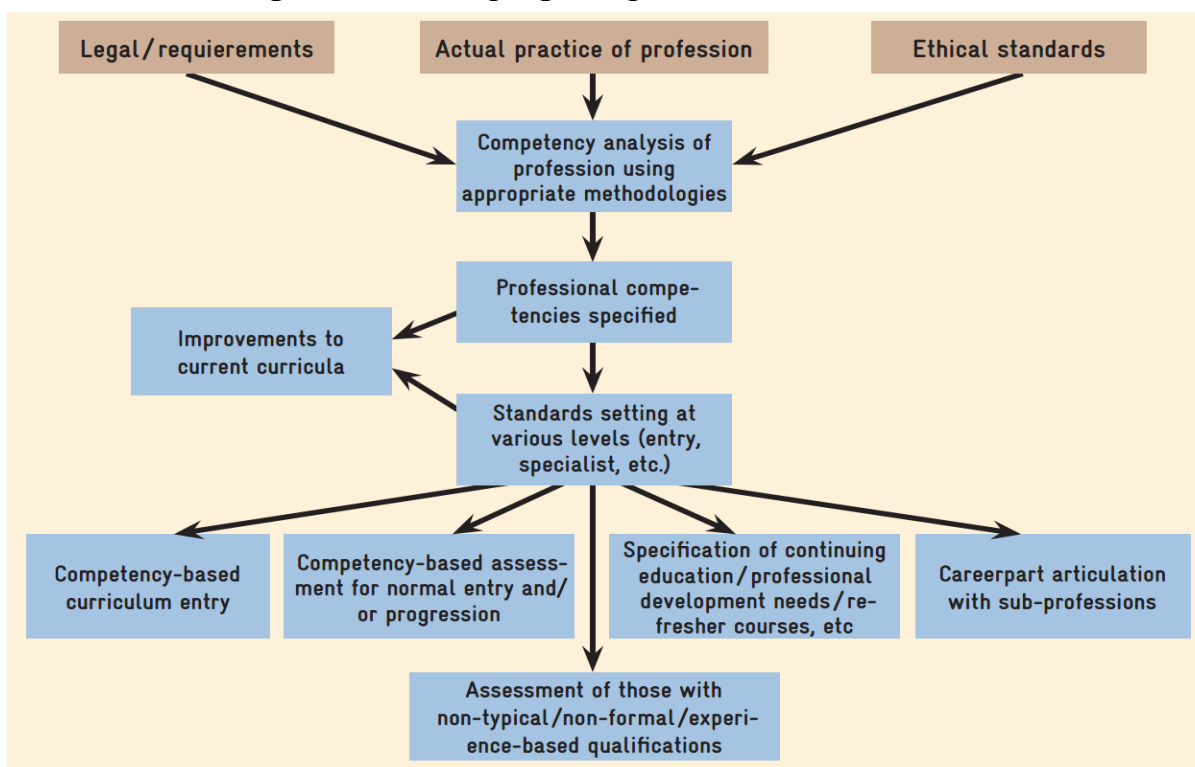 Legal/requierements
Actual practice of profession
Ethical standards
Competency analysis of
profession using
appropriate methodologies
Professional compe-
tencies specified
Improvements to
current curricula
Standards setting at
various levels (entry,
specialist, etc.)
Competency-based
curriculum entry
Competency-based assess-
ment for normal entry and/
or progression
Specification of continuing
education/professional
development needs/re-
fresher courses, etc
Careerpart articulation
with sub-professions
Assessment of those with
non-typical/non-formal/experi-
ence-based qualifications